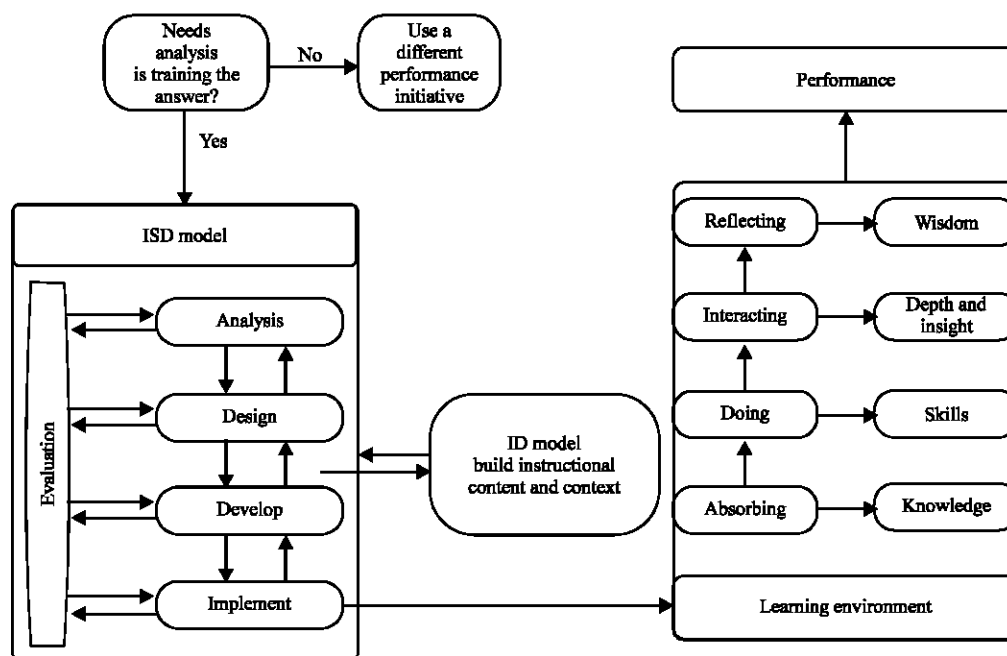 Needs
analysis
is training the
answer?
No
Use a
different
performance
initiative
Yes
ISD model
Evaluation
Analysis
Design
Develop
Implement
ID model
build instructional
content and context
Performance
Reflecting
Wisdom
Interacting
Depth and
insight
Doing
Skills
Absorbing
Knowledge
Learning environment